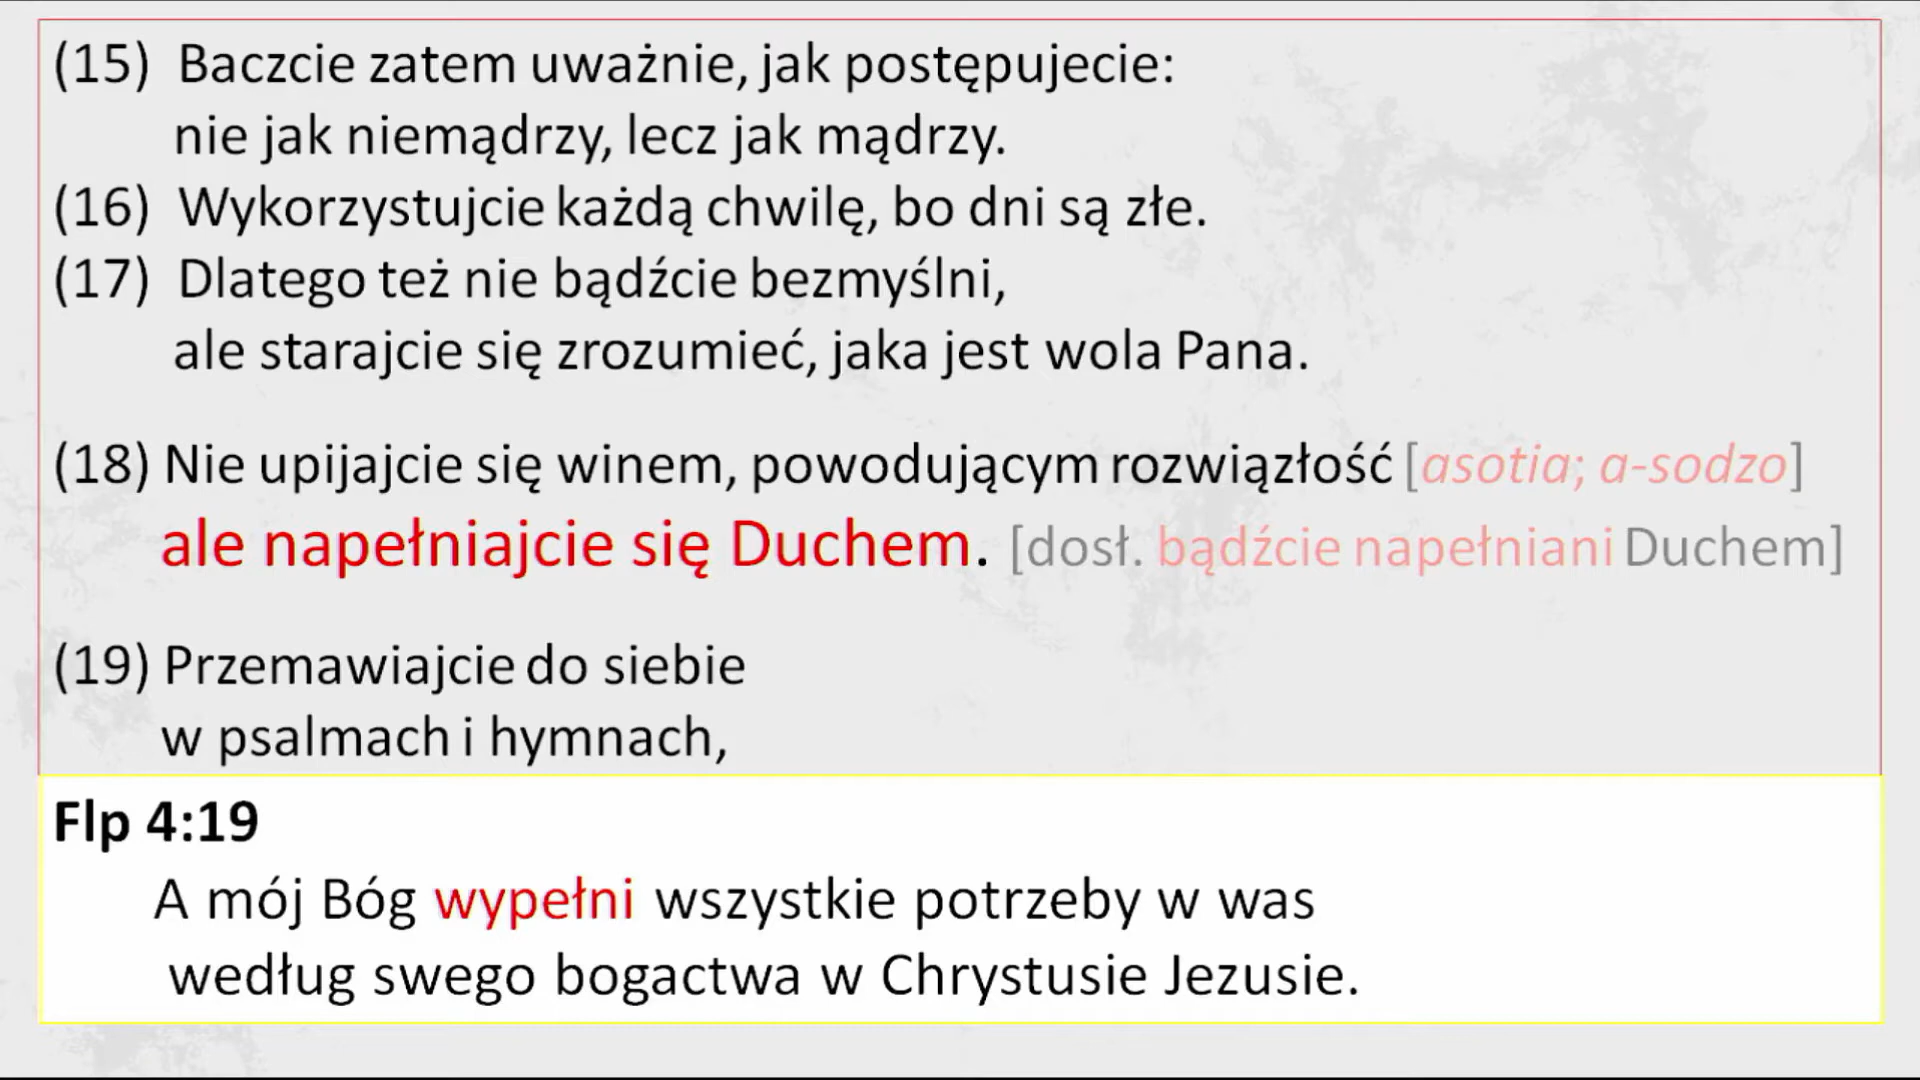 (15) Baczcie zatem uważnie, jak postępujecie:
nie jak niemądrzy, lecz jak mądrzy.
(16) Wykorzystujcie każdą chwilę, bo dni są złe.
(17) Dlatego też nie bądźcie bezmyślni,
ale starajcie się zrozumieć, jaka jest wola Pana.
(18) Nie upijajcie się winem, powodującym rozwiązłość [asotia; a-sodzo]
ale napełniajcie się Duchem. [dosł. bądźcie napełniani Duchem]
(19) Przemawiajcie do siebie
w psalmach i hymnach,
Flp 4:19
A mój Bóg wypełni wszystkie potrzeby w was
według swego bogactwa w Chrystusie Jezusie.